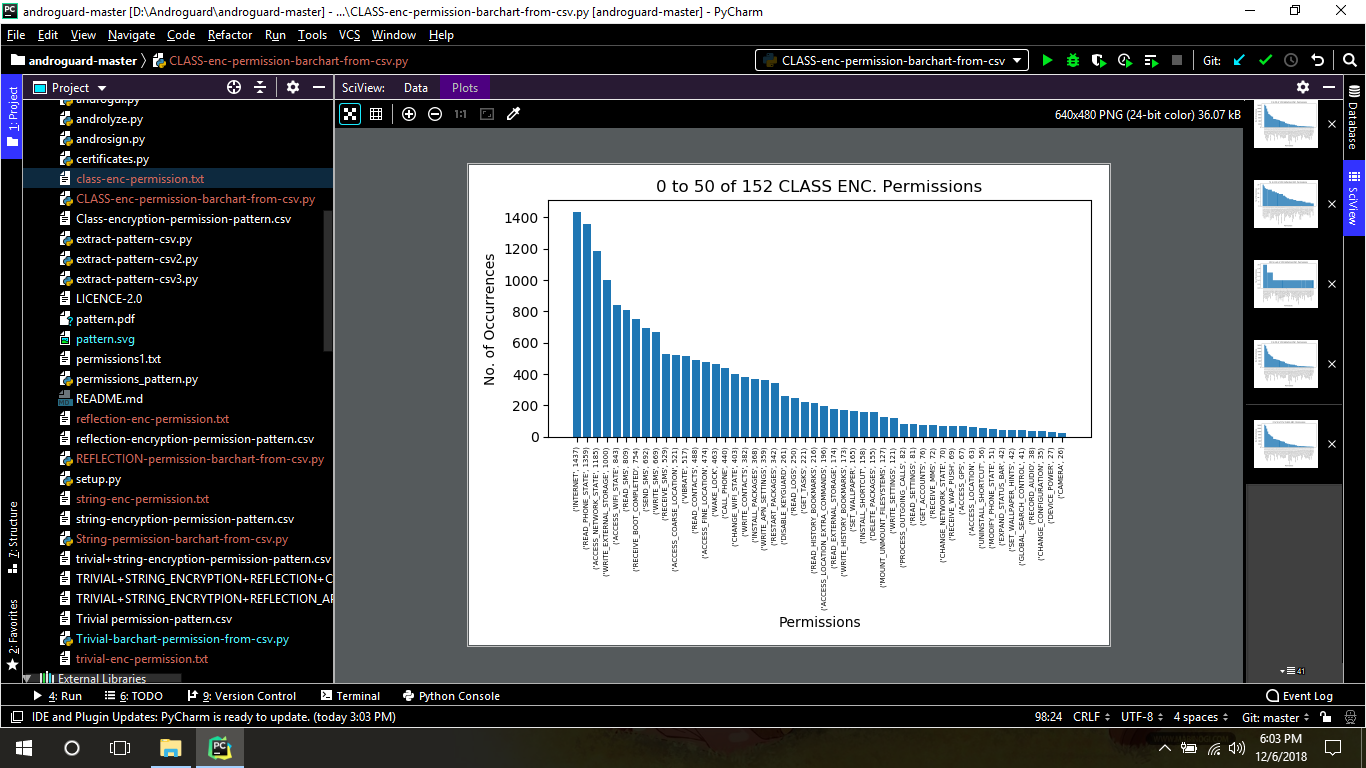 androguard-master [D:\Androguard\androguard-master] - ...\CLASS-enc-permission-barchart-from-csv.py [androguard-master] - PyCharm
File Edit View Navigate Code Refactor Run Tools VCS Window Help
androguard-master CLASS-enc-permission-barchart-from-csv.py CLASS-enc-permission-barchart-from-csv Git:
Project SciView: Data Plots
1: Project
androgui.py
androlyze.py
androsign.py
certificates.py
class-enc-permission.txt
CLASS-enc-permission-barchart-from-csv.py
Class-encryption-permission-pattern.csv
extract-pattern-csv.py
extract-pattern-csv2.py
extract-pattern-csv3.py
LICENCE-2.0
pattern.pdf
pattern.svg
permissions1.txt
permissions_pattern.py
README.md
reflection-enc-permission.txt
reflection-encryption-permission-pattern.csv
REFLECTION-permission-barchart-from-csv.py
setup.py
string-enc-permission.txt
string-encryption-permission-pattern.csv
String-permission-barchart-from-csv.py
trivial+string-encryption-permission-pattern.csv
TRIVIAL+STRING_ENCRYPTION+REFLECTION+C
TRIVIAL+STRING_ENCRYTPION+REFLECTION_AP
Trivial permission-pattern.csv
Trivial-barchart-permission-from-csv.py
trivial-enc-permission.txt
External Libraries
7: Structure
2: Favorites
1:1
640x480 PNG (24-bit color) 36.07 kB
0 to 50 of 152 CLASS ENC. Permissions
No. of Occurrences
1400
1200
1000
800
600
400
200
0
('INTERNET', 1437)
('READ_PHONE_STATE', 1359)
('ACCESS_NETWORK_STATE', 1185)
('WRITE_EXTERNAL_STORAGE', 1000)
('ACCESS_WIFI_STATE', 843)
('READ_SMS', 809)
('RECEIVE_BOOT_COMPLETED', 754)
('SEND_SMS', 692)
('WRITE_SMS', 669)
('RECEIVE_SMS', 529)
('ACCESS_COARSE_LOCATION', 521)
('VIBRATE', 517)
('READ_CONTACTS', 488)
('ACCESS_FINE_LOCATION', 474)
('WAKE_LOCK', 463)
('CALL_PHONE', 440)
('CHANGE_WIFI_STATE', 403)
('WRITE_CONTACTS', 382)
('INSTALL_PACKAGES', 368)
('WRITE_APN_SETTINGS', 359)
('RESTART_PACKAGES', 342)
('DISABLE_KEYGUARD', 261)
('READ_LOGS', 250)
('GET_TASKS', 221)
('READ_HISTORY_BOOKMARKS', 216)
('ACCESS_LOCATION_EXTRA_COMMANDS', 196)
('READ_EXTERNAL_STORAGE', 174)
('WRITE_HISTORY_BOOKMARKS', 173)
('SET_WALLPAPER', 165)
('INSTALL_SHORTCUT', 158)
('DELETE_PACKAGES', 155)
('MOUNT_UNMOUNT_FILESYSTEMS', 127)
('WRITE_SETTINGS', 121)
('PROCESS_OUTGOING_CALLS', 82)
('READ_SETTINGS', 81)
('GET_ACCOUNTS', 76)
('RECEIVE_MMS', 72)
('CHANGE_NETWORK_STATE', 70)
('RECEIVE_WAP_PUSH', 69)
('ACCESS_GPS', 67)
('ACCESS_LOCATION', 63)
('UNINSTALL_SHORTCUT', 56)
('MODIFY_PHONE_STATE', 51)
('EXPAND_STATUS_BAR', 42)
('SET_WALLPAPER_HINTS', 42)
('GLOBAL_SEARCH_CONTROL', 41)
('RECORD_AUDIO', 38)
('CHANGE_CONFIGURATION', 35)
('DEVICE_POWER', 27)
('CAMERA', 26)
Permissions
41
Database
SciView
4: Run 6: TODO 9: Version Control Terminal Python Console Event Log
IDE and Plugin Updates: PyCharm is ready to update. (today 3:03 PM) 98:24 CRLF UTF-8 4 spaces Git: master
6:03 PM
12/6/2018